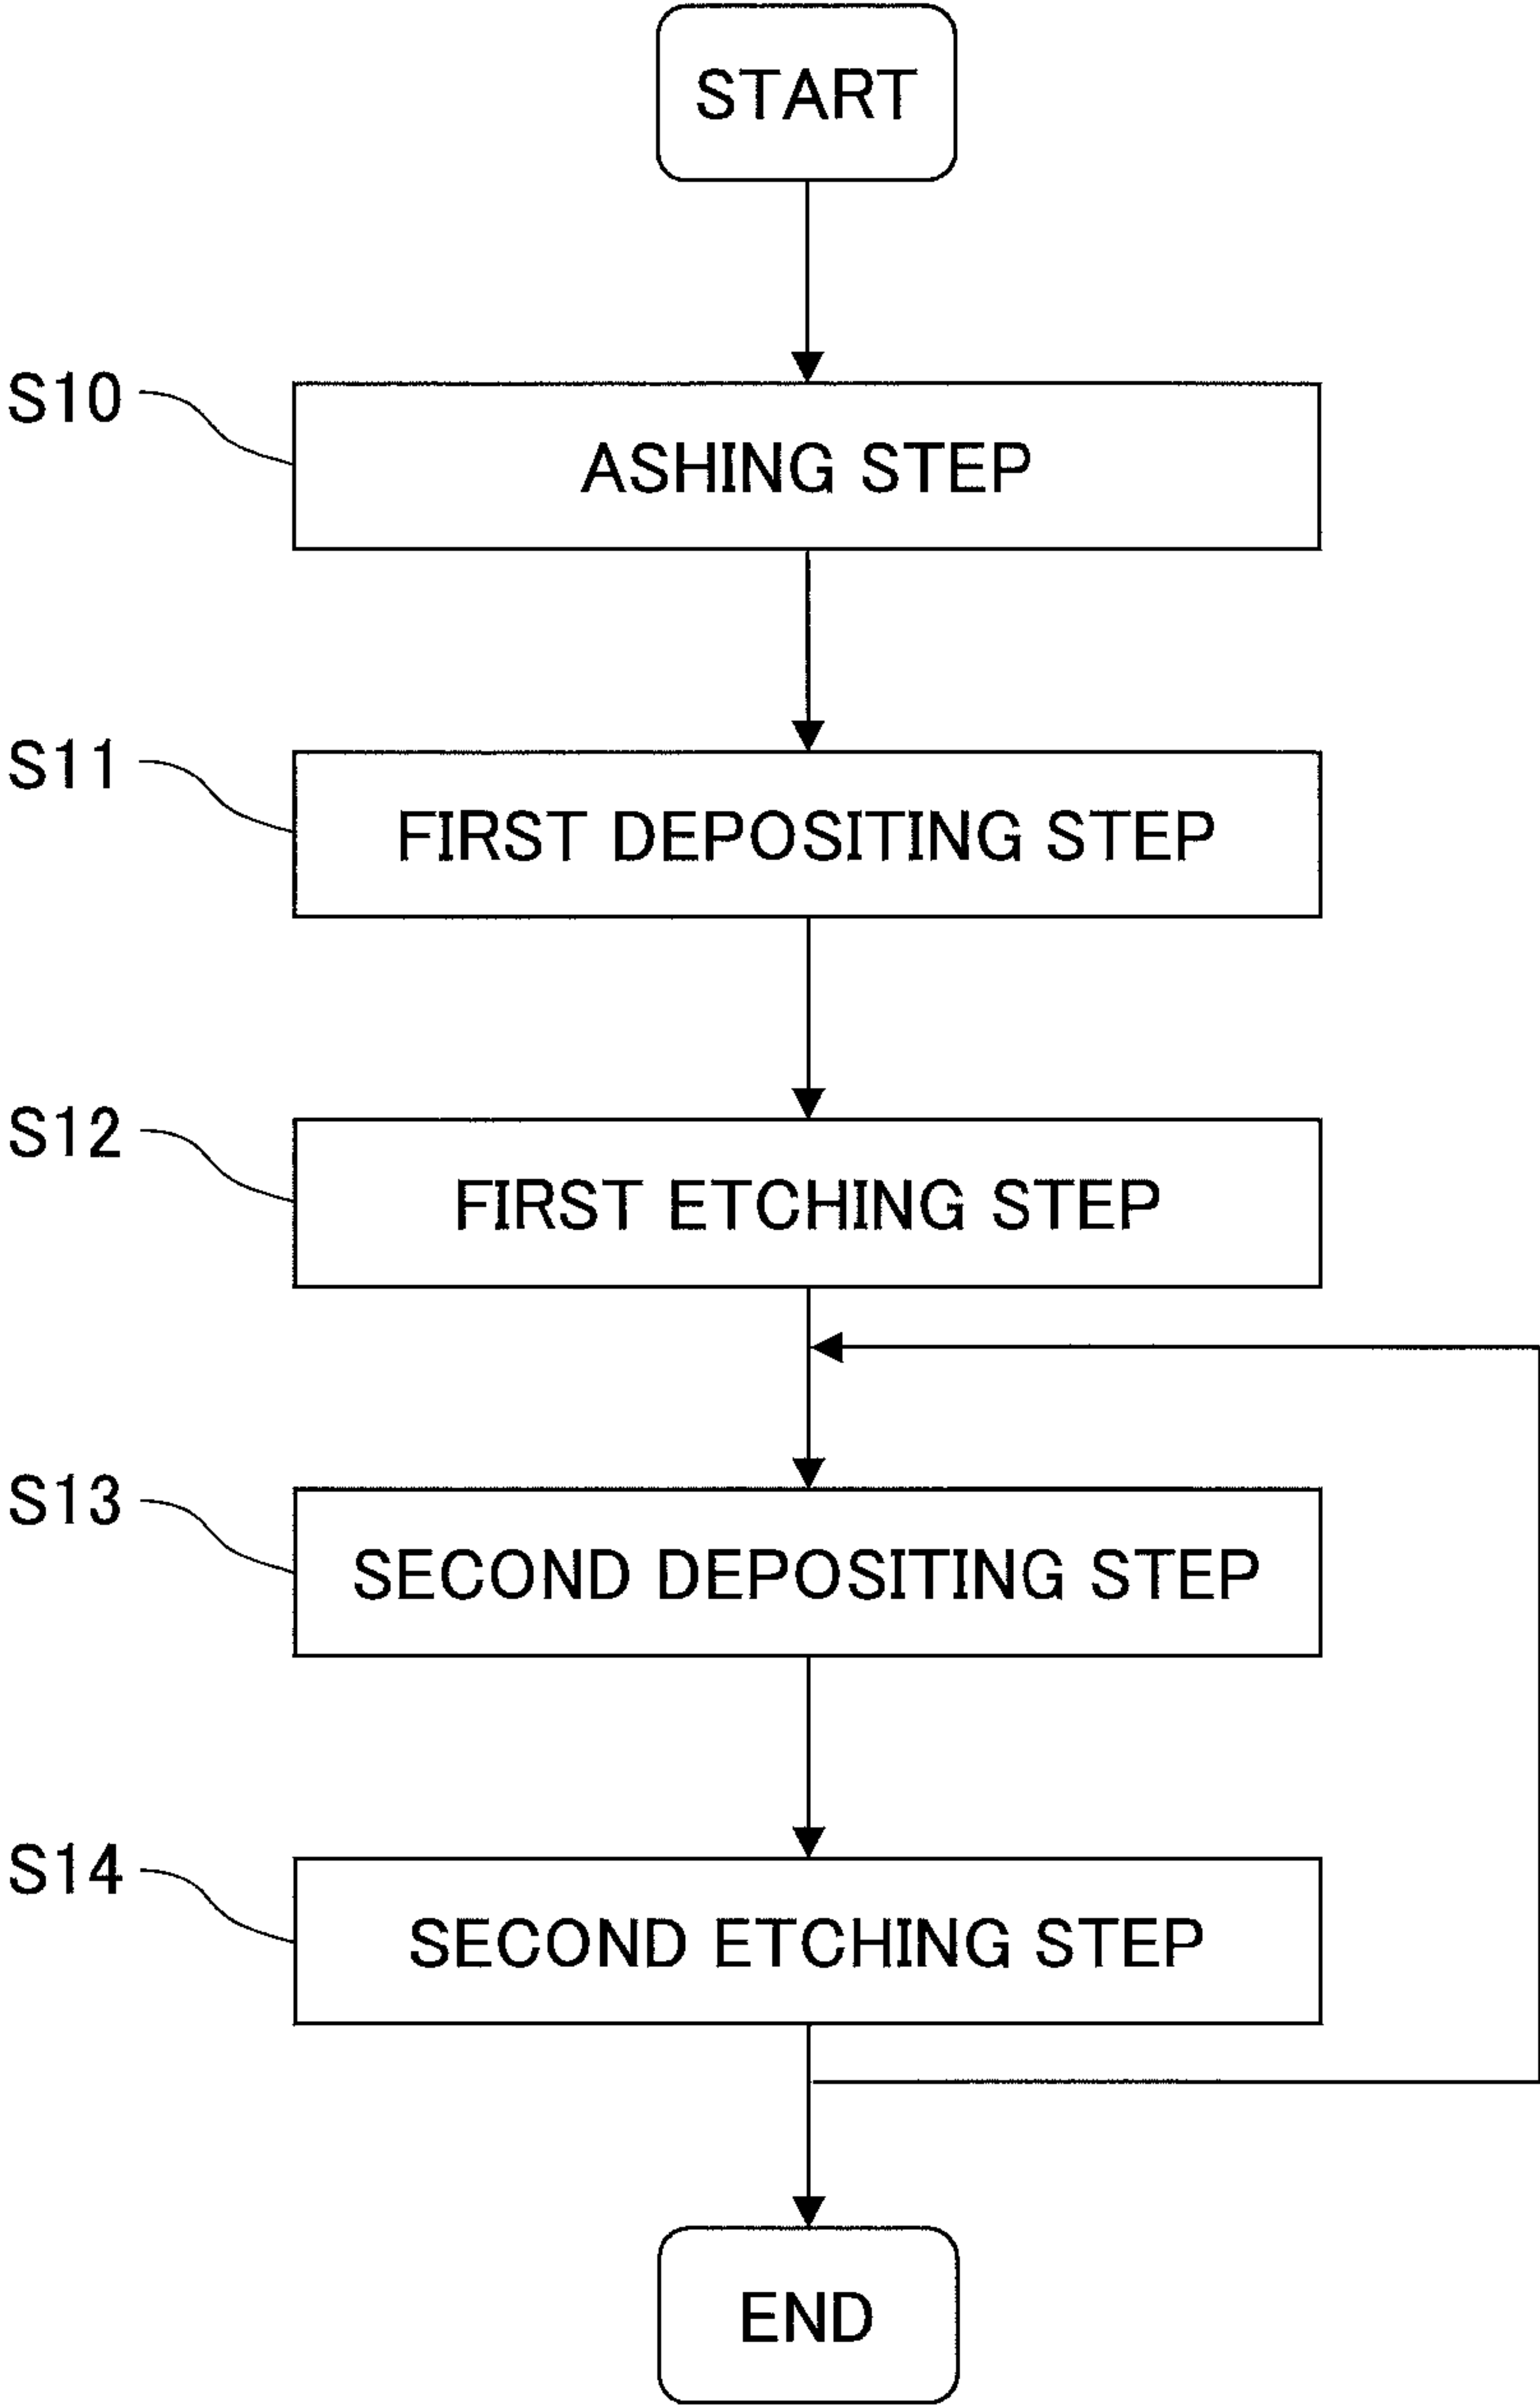 START
S10
ASHING STEP
S11
FIRST DEPOSITING STEP
S12
FIRST ETCHING STEP
S13
SECOND DEPOSITING STEP
S14
SECOND ETCHING STEP
END